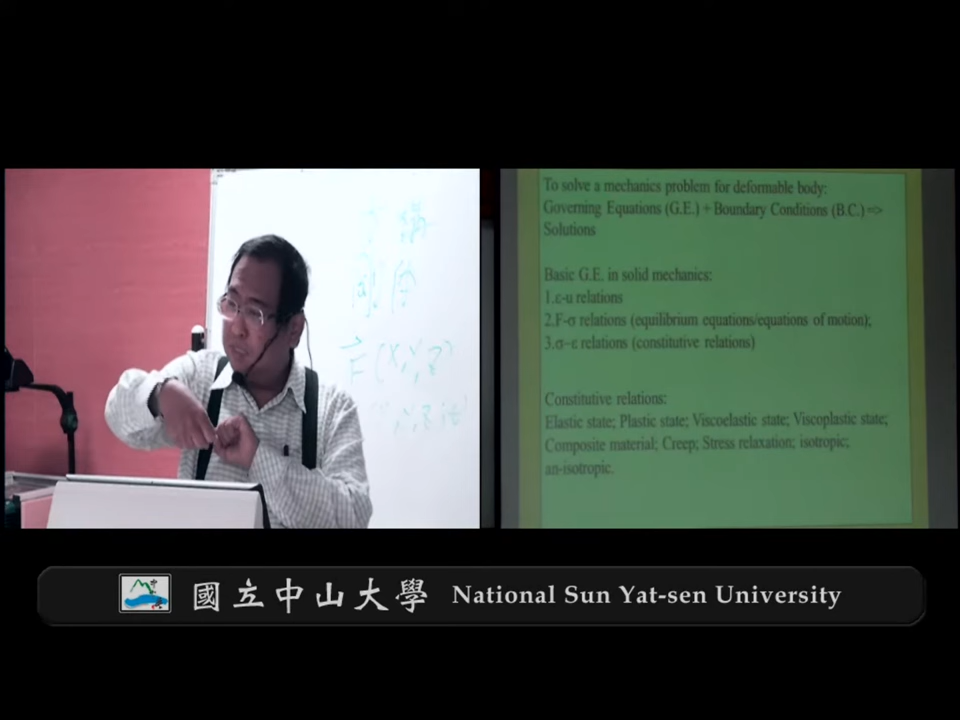 剛体
F(X,Y,Z)
To solve a mechanics problem for deformable body:
Governing Equations (G.E.) + Boundary Conditions (B.C.) =>
Solutions
Basic G.E. in solid mechanics:
1.ε-u relations
2.F-σ relations (equilibrium equations/equations of motion);
3.σ-ε relations (constitutive relations)
Constitutive relations:
Elastic state; Plastic state; Viscoelastic state; Viscoplastic state;
Composite material; Creep; Stress relaxation; isotropic;
an-isotropic.
國立中山大學 National Sun Yat-sen University